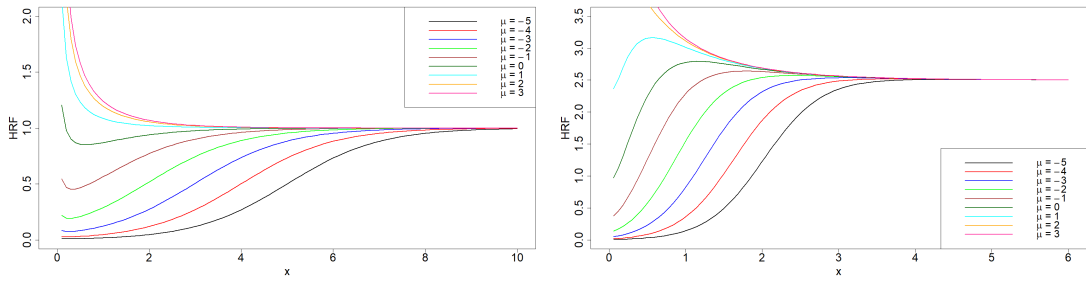 HRF
2.0
1.5
1.0
0.5
0.0
μ = −5
μ = −4
μ = −3
μ = −2
μ = −1
μ = 0
μ = 1
μ = 2
μ = 3
0 2 4 6 8 10
x
HRF
3.5
3.0
2.5
2.0
1.5
1.0
0.5
0.0
μ = −5
μ = −4
μ = −3
μ = −2
μ = −1
μ = 0
μ = 1
μ = 2
μ = 3
0 1 2 3 4 5 6
x